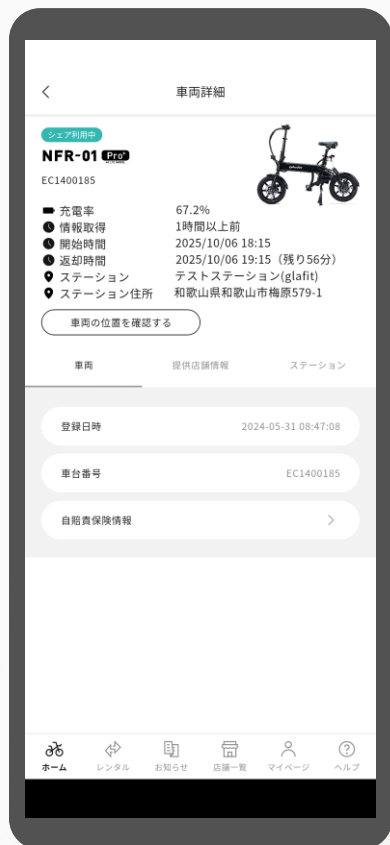 車両詳細
シェア利用中
NFR-01 Pro+
EC1400185
充電率 67.2%
情報取得 1時間以上前
開始時間 2025/10/06 18:15
返却時間 2025/10/06 19:15（残り56分）
ステーション テストステーション(glafit)
ステーション住所 和歌山県和歌山市梅原579-1
車両の位置を確認する
車両 提供店舗情報 ステーション
登録日時 2024-05-31 08:47:08
車台番号 EC1400185
自賠責保険情報
ホーム レンタル お知らせ 店舗一覧 マイページ ヘルプ